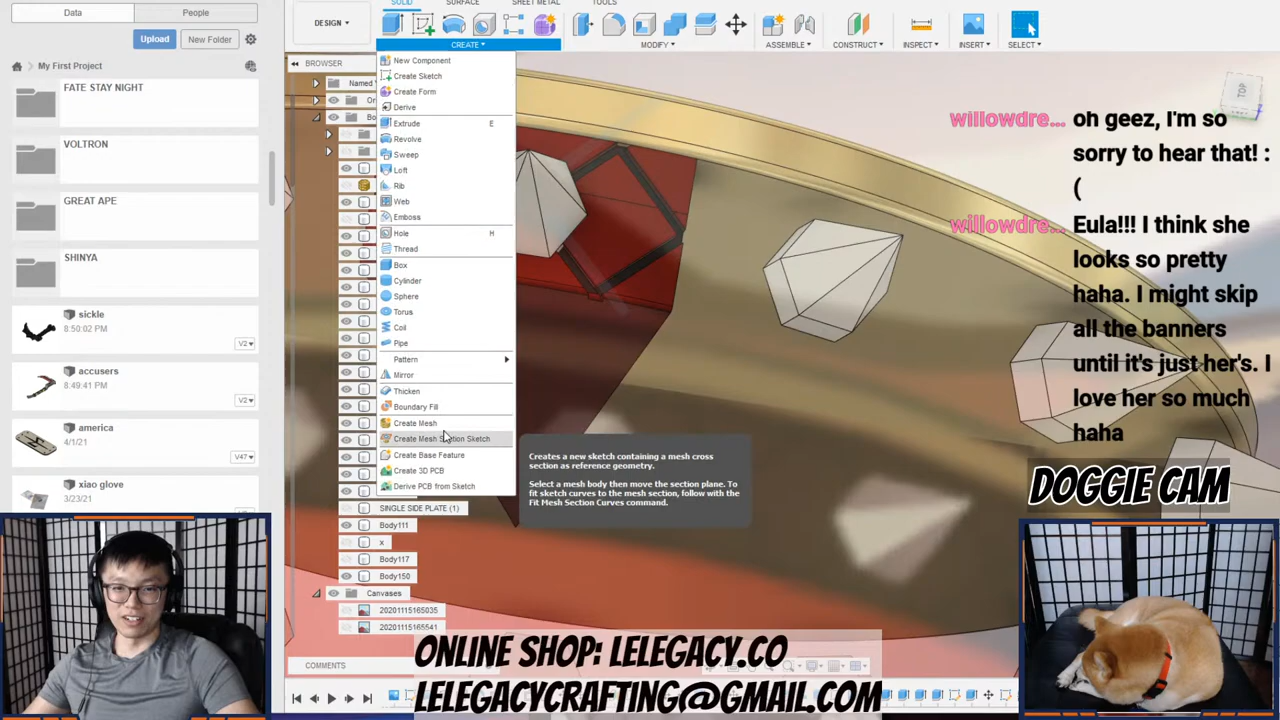 Data
People
Upload
New Folder
My First Project
FATE STAY NIGHT
VOLTRON
GREAT APE
SHINYA
sickle
8:50:02 PM
V2
accusers
8:49:41 PM
V2
america
4/1/21
V47
xiao glove
3/23/21
DESIGN
SOLID
SURFACE
SHEET METAL
TOOLS
CREATE
MODIFY
ASSEMBLE
CONSTRUCT
INSPECT
INSERT
SELECT
BROWSER
Named
Or
Bo
New Component
Create Sketch
Create Form
Derive
Extrude E
Revolve
Sweep
Loft
Rib
Web
Emboss
Hole H
Thread
Box
Cylinder
Sphere
Torus
Coil
Pipe
Pattern
Mirror
Thicken
Boundary Fill
Create Mesh
Create Mesh Section Sketch
Create Base Feature
Create 3D PCB
Derive PCB from Sketch
Creates a new sketch containing a mesh cross
section as reference geometry.
Select a mesh body then move the section plane. To
fit sketch curves to the mesh section, follow with the
Fit Mesh Section Curves command.
SINGLE SIDE PLATE (1)
Body111
x
Body117
Body150
Canvases
20201115165035
20201115165541
COMMENTS
TOP
willowdre... oh geez, I'm so
sorry to hear that! :
(
willowdre... Eula!!! I think she
looks so pretty
haha. I might skip
all the banners
until it's just her's. I
love her so much
haha
DOGGIE CAM
ONLINE SHOP: LELEGACY.CO
LELEGACYCRAFTING@GMAIL.COM